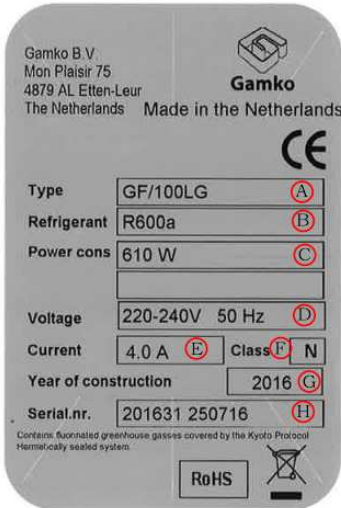 Gamko B.V.
Mon Plaisir 75
4879 AL Etten-Leur
The Netherlands
Gamko
Made in the Netherlands
CE
Type GF/100LG A
Refrigerant R600a B
Power cons 610 W C
Voltage 220-240V 50 Hz D
Current 4.0 A E Class F N
Year of construction 2016 G
Serial.nr. 201631 250716 H
Contains fluonnated greenhouse gasses covered by the Kyoto Protocol
Hermetically sealed system
RoHS